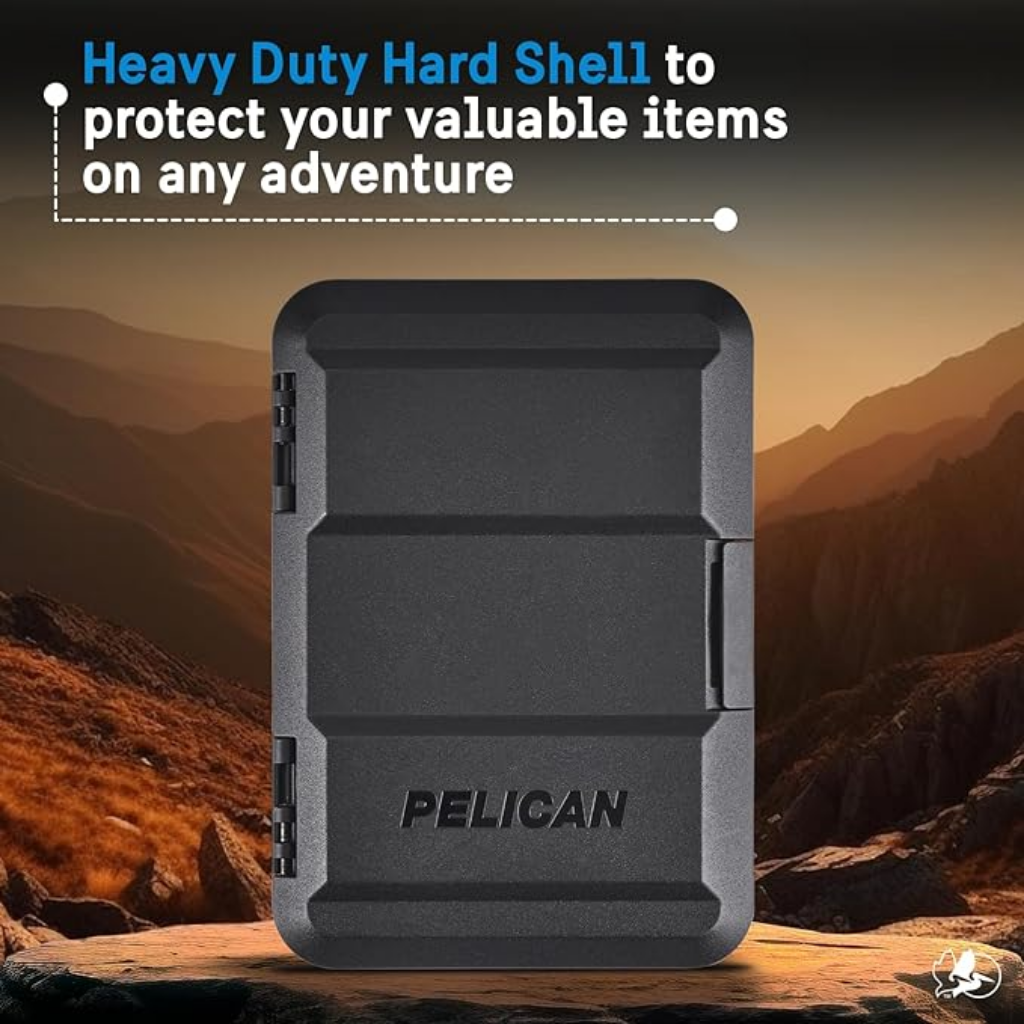 Heavy Duty Hard Shell to
protect your valuable items
on any adventure
PELICAN